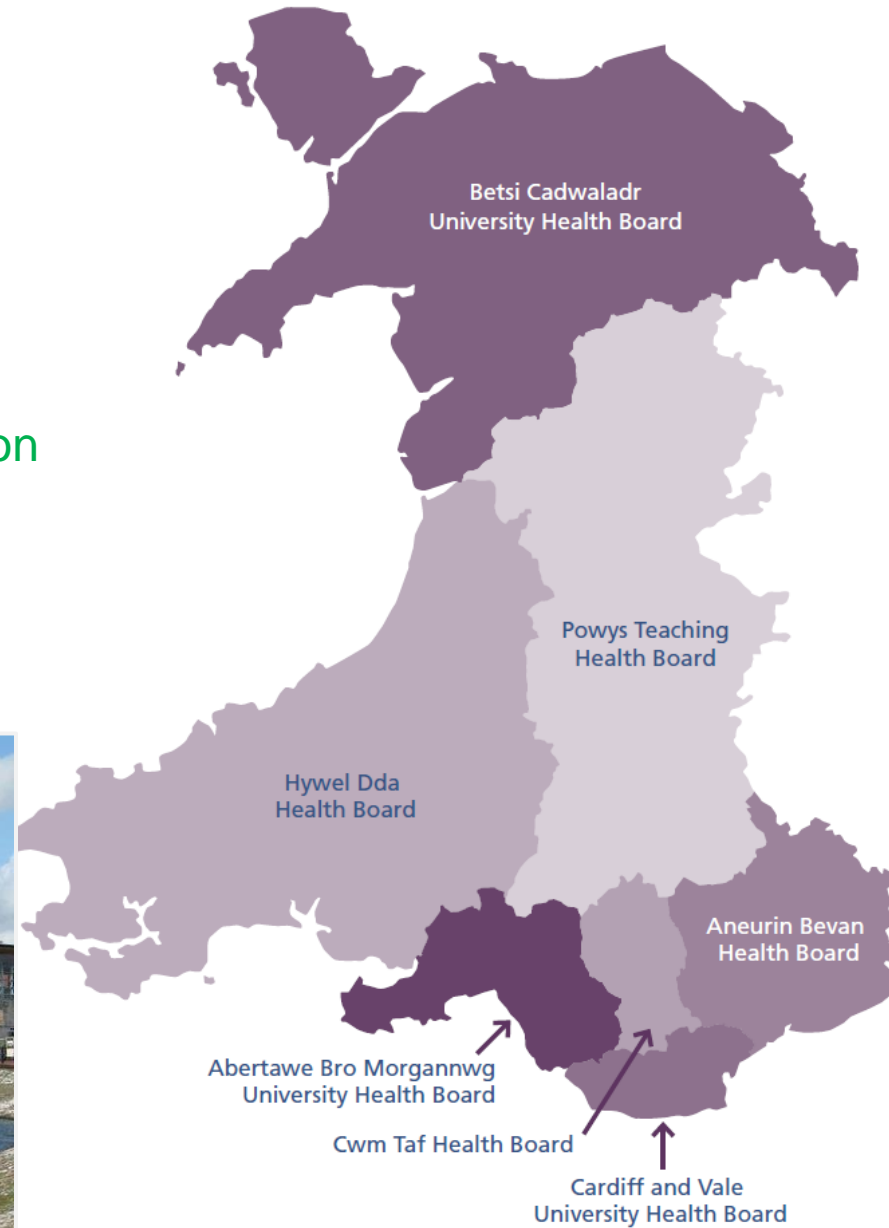 Betsi Cadwaladr
University Health Board
on
Powys Teaching
Health Board
Hywel Dda
Health Board
Aneurin Bevan
Health Board
Abertawe Bro Morgannwg
University Health Board
Cwm Taf Health Board
Cardiff and Vale
University Health Board